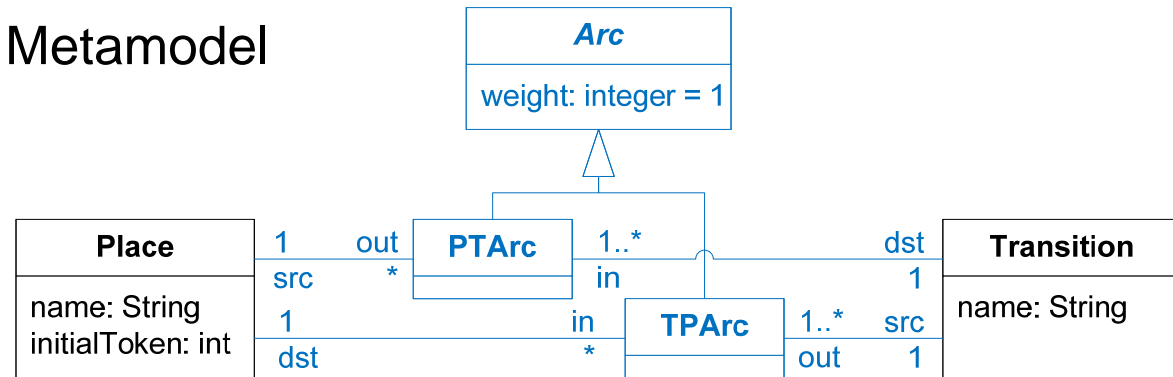 Metamodel
Arc
weight: integer = 1
Place
name: String
initialToken: int
1 out
src *
PTArc
1..* dst
in 1
Transition
name: String
1 in
dst *
TPArc
1..* src
out 1